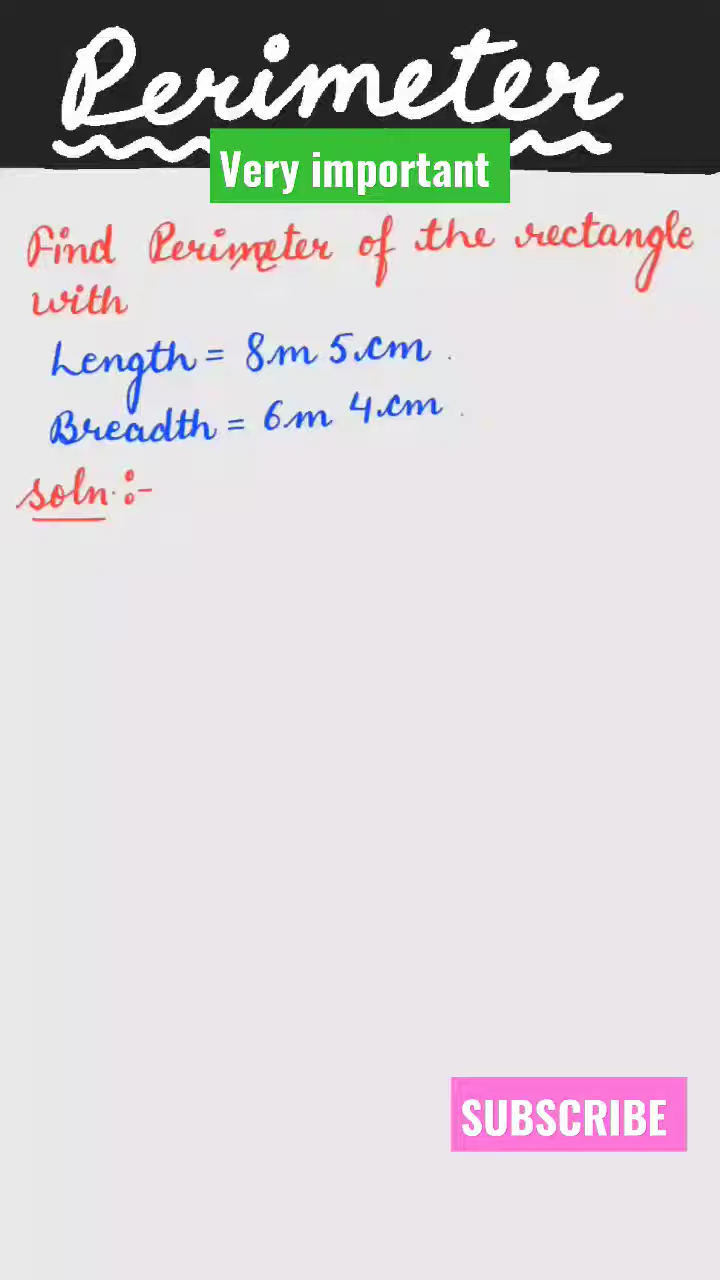 Perimeter
Very important
Find Perimeter of the rectangle
with
Length = 8m 5cm.
Breadth = 6m 4cm.
soln. :-
SUBSCRIBE